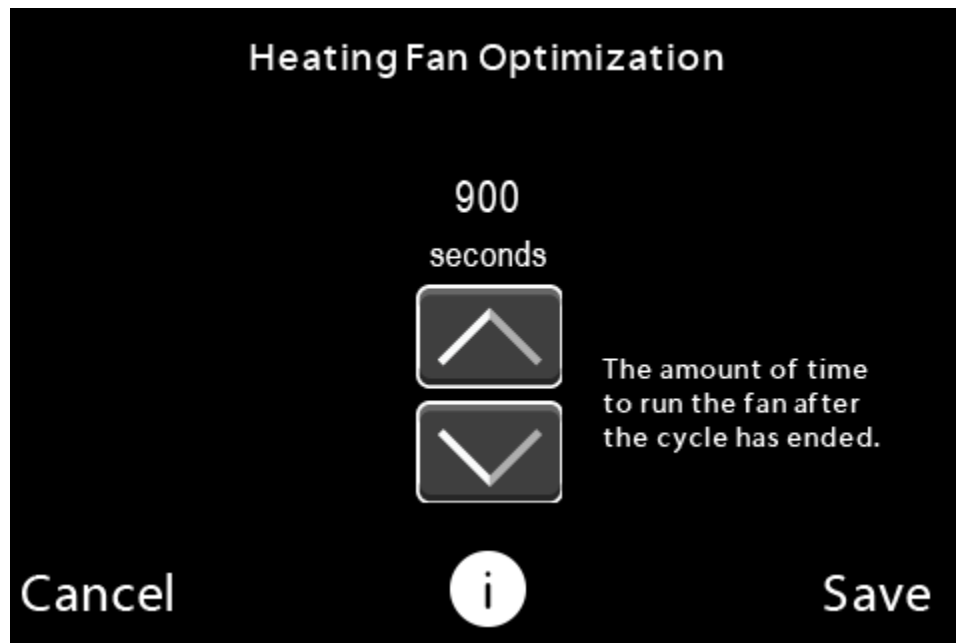 Heating Fan Optimization
900
seconds
The amount of time
to run the fan after
the cycle has ended.
Cancel
i
Save